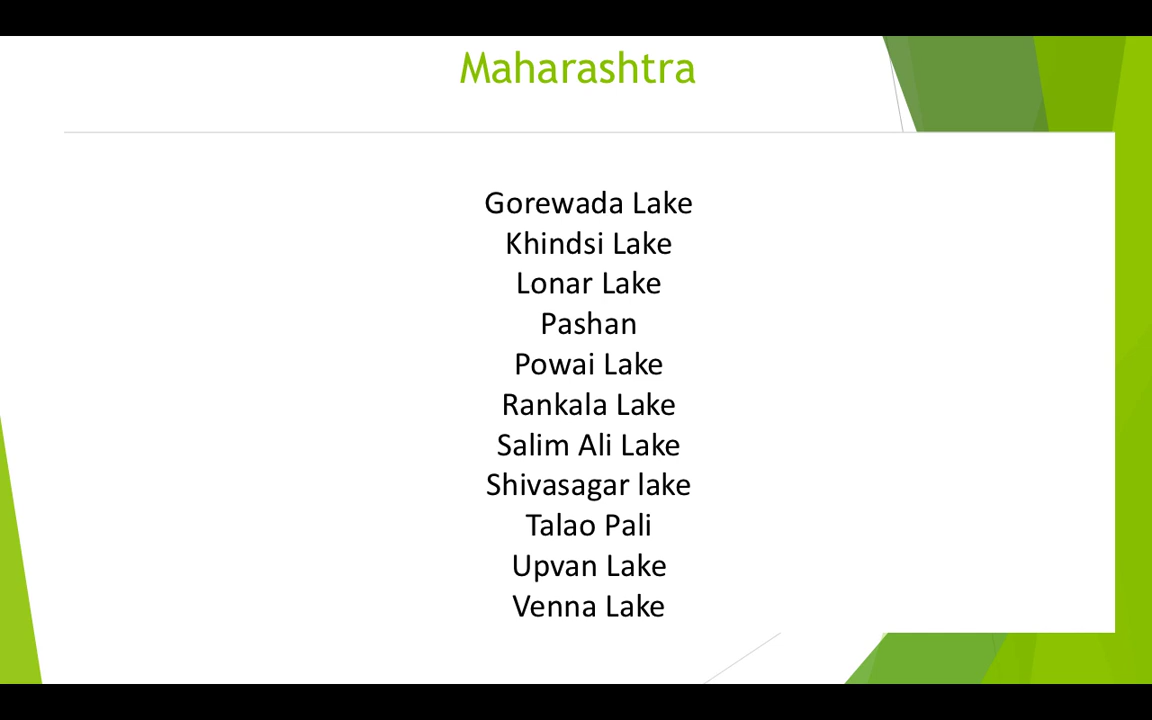 Maharashtra
Gorewada Lake
Khindsi Lake
Lonar Lake
Pashan
Powai Lake
Rankala Lake
Salim Ali Lake
Shivasagar lake
Talao Pali
Upvan Lake
Venna Lake